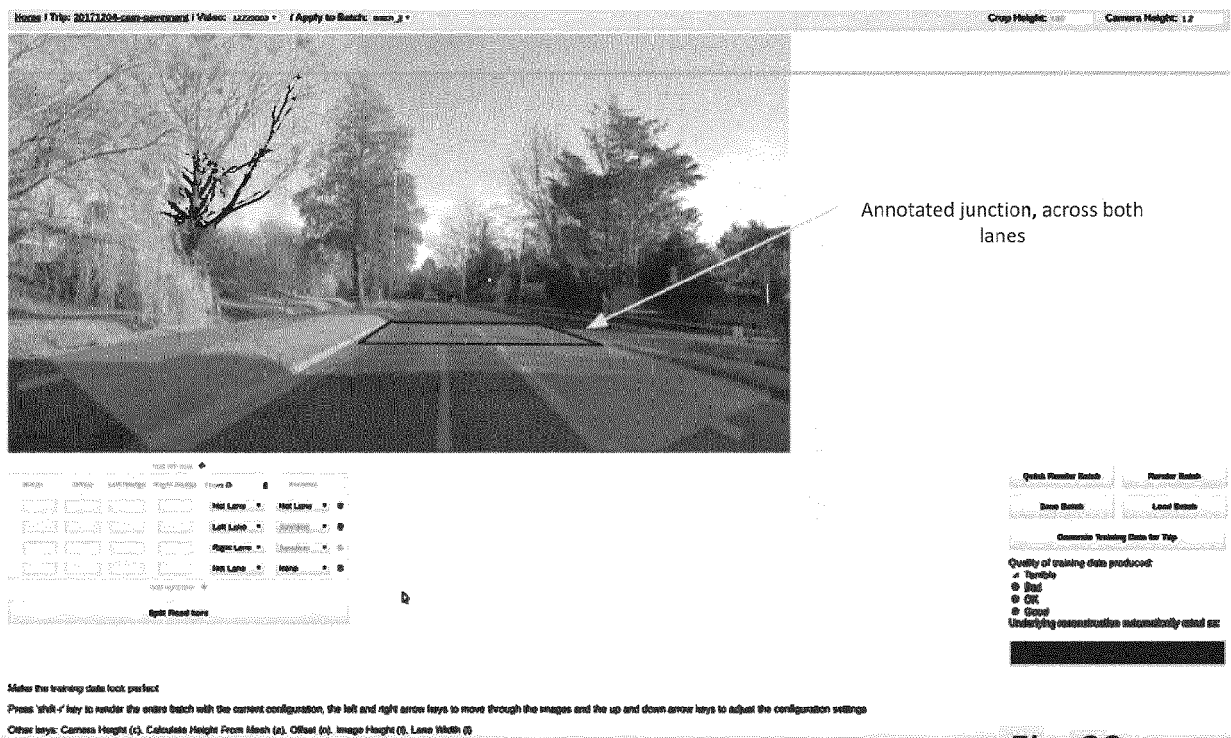 Home / Trip: 20171204-cam-pavement / Video: 12220003 / Apply to Batch:
Crop Height:
Camera Height: 1.2
Annotated junction, across both
lanes
Not Lane Not Lane
Left Lane
Right Lane
Not Lane None
Split Road here
Quick Render Batch Render Batch
Save Batch Load Batch
Generate Training Data for Trip
Quality of training data produced:
Terrible
Bad
OK
Good
Underlying reconstruction automatically rated as:
Make the training data look perfect
Press 'shift-r' key to render the entire batch with the current configuration, the left and right arrow keys to move through the images and the up and down arrow keys to adjust the configuration settings
Other keys: Camera Height (c), Calculate Height From Mesh (a), Offset (o), Image Height (i), Lane Width (l)